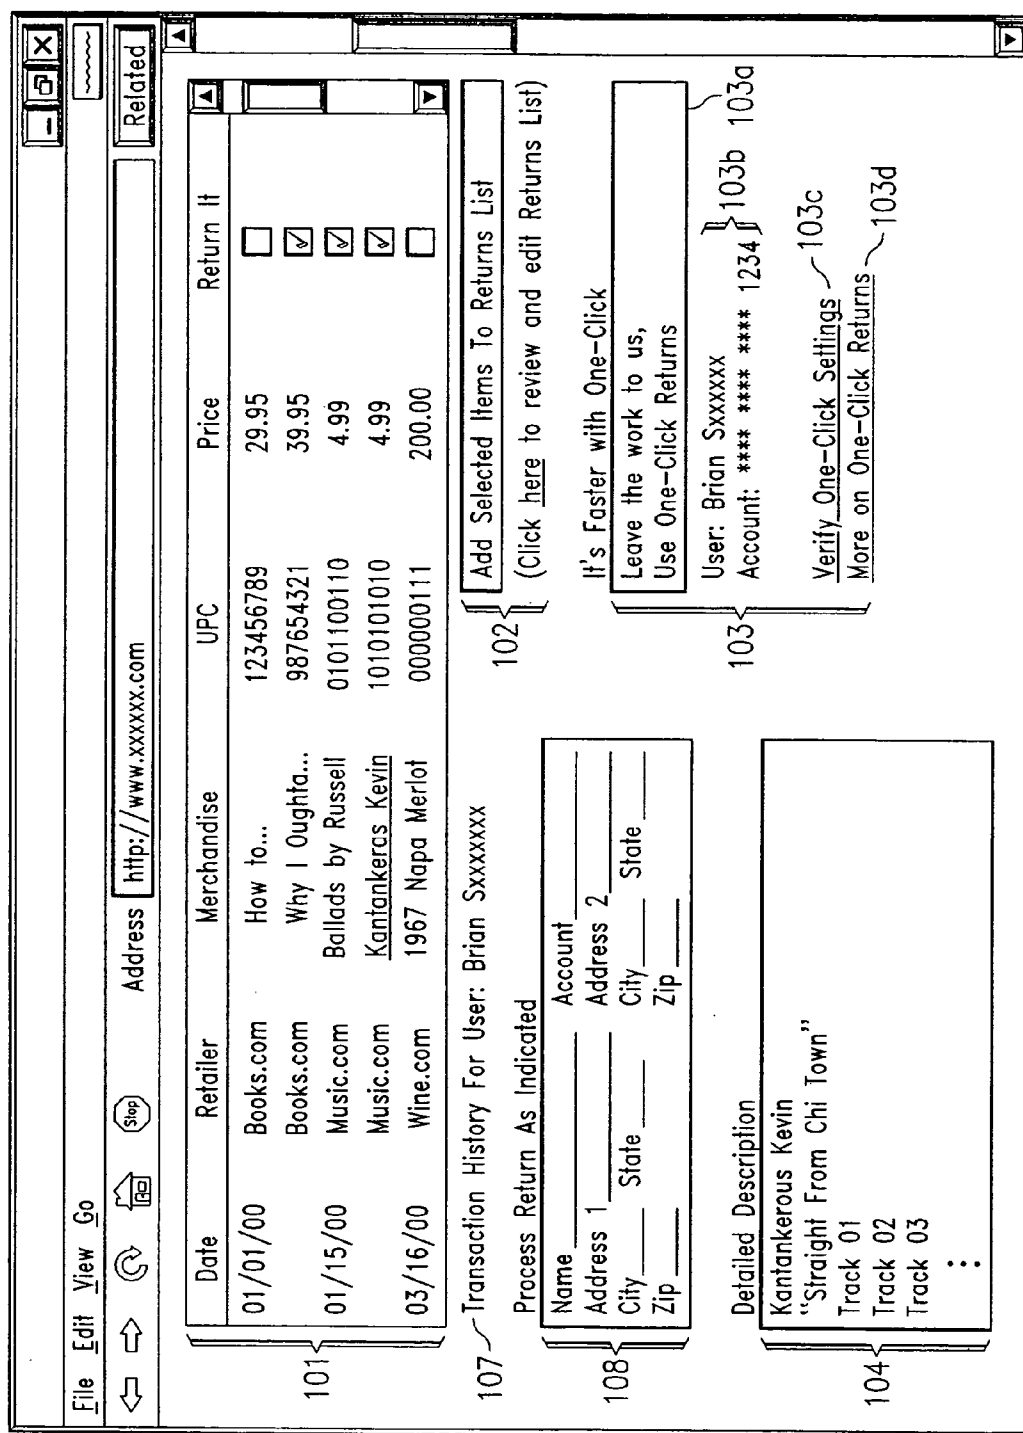 File Edit View Go
Stop
Address http://www.xxxxxx.com Related
Date Retailer Merchandise UPC Price Return It
01/01/00 Books.com How to... 123456789 29.95
Books.com Why I Oughta... 987654321 39.95
01/15/00 Music.com Ballads by Russell 0101100110 4.99
Music.com Kantankeras Kevin 1010101010 4.99
03/16/00 Wine.com 1967 Napa Merlot 000000111 200.00
101
107 Transaction History For User: Brian Sxxxxxxx
Process Return As Indicated
Name Account
Address 1 Address 2
City State City State
Zip Zip
108
Detailed Description
Kantankerous Kevin
"Straight From Chi Town"
Track 01
Track 02
Track 03
104
Add Selected Items To Returns List
(Click here to review and edit Returns List)
102
It's Faster with One-Click
Leave the work to us,
Use One-Click Returns
103a
User: Brian Sxxxxxx
Account: **** **** **** 1234
103b
Verify One-Click Settings 103c
More on One-Click Returns 103d
103